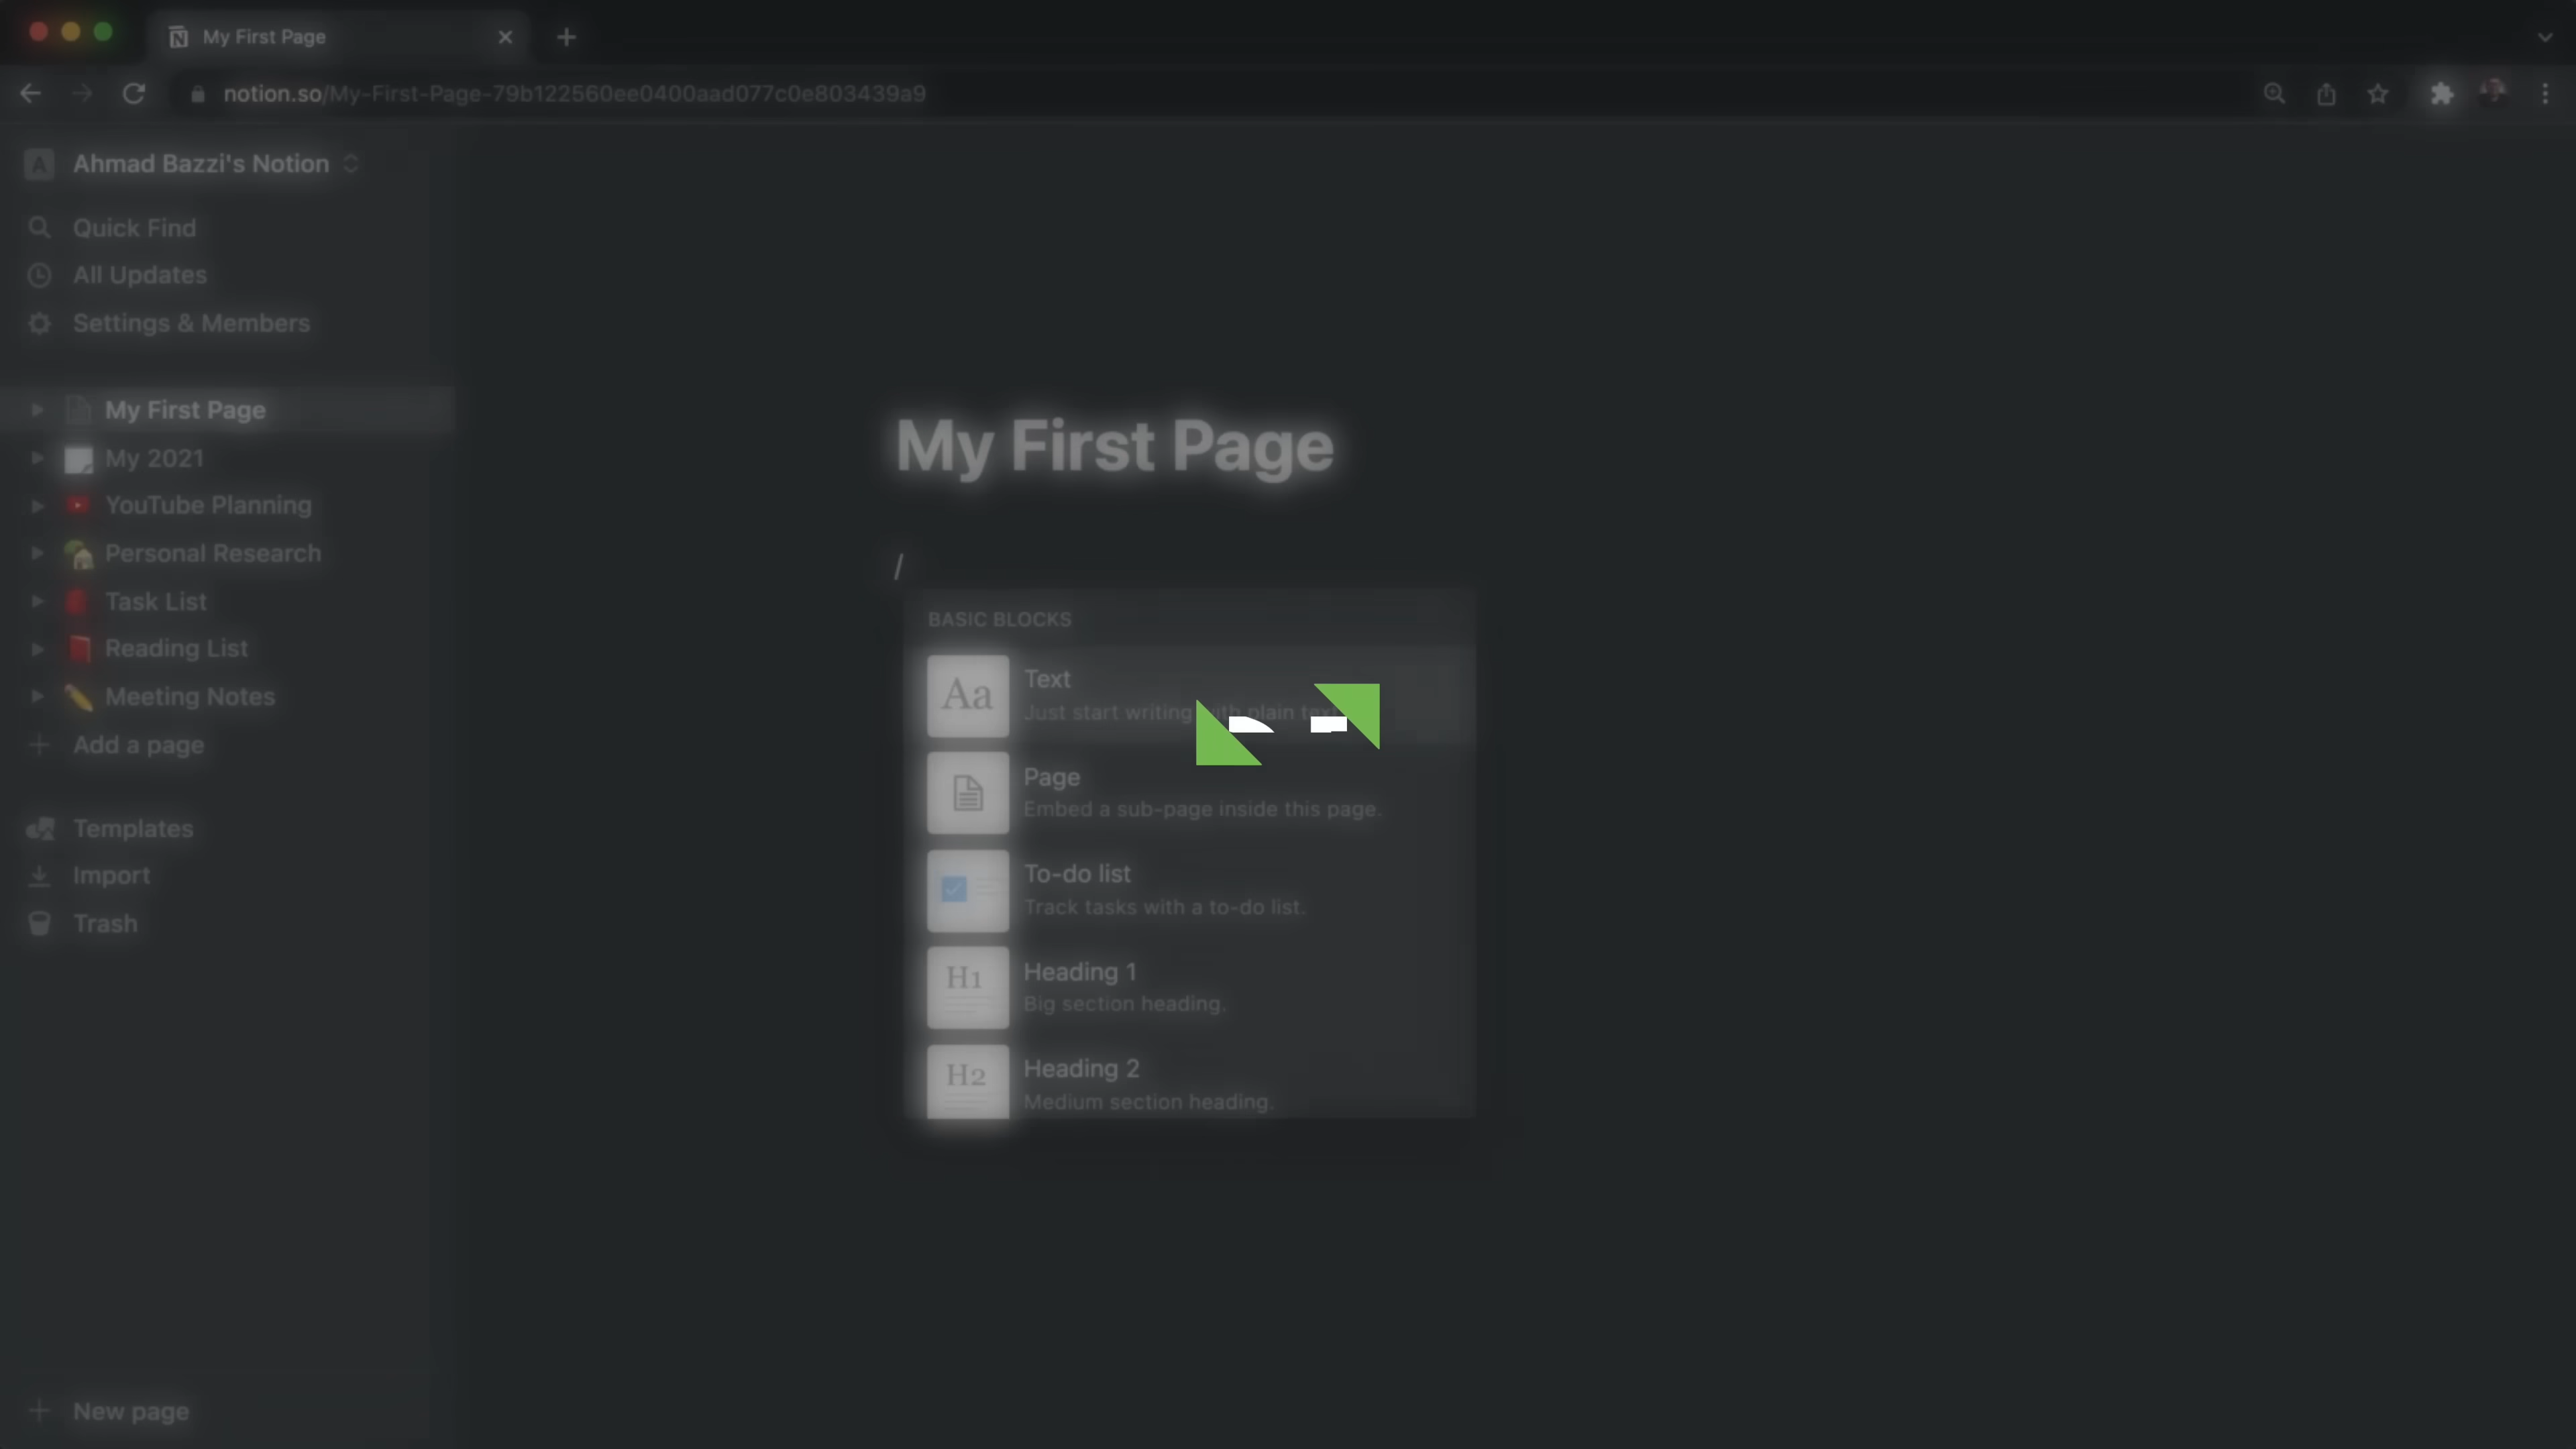 My First Page
notion.so/My-First-Page-79b122560ee0400aad077c0e803439a9
A Ahmad Bazzi's Notion
Quick Find
All Updates
Settings & Members
My First Page
My 2021
YouTube Planning
Personal Research
Task List
Reading List
Meeting Notes
Add a page
Templates
Import
Trash
New page
My First Page
/
BASIC BLOCKS
Aa Text
Just start writing with plain text
Page
Embed a sub-page inside this page.
To-do list
Track tasks with a to-do list.
H1 Heading 1
Big section heading.
H2 Heading 2
Medium section heading.